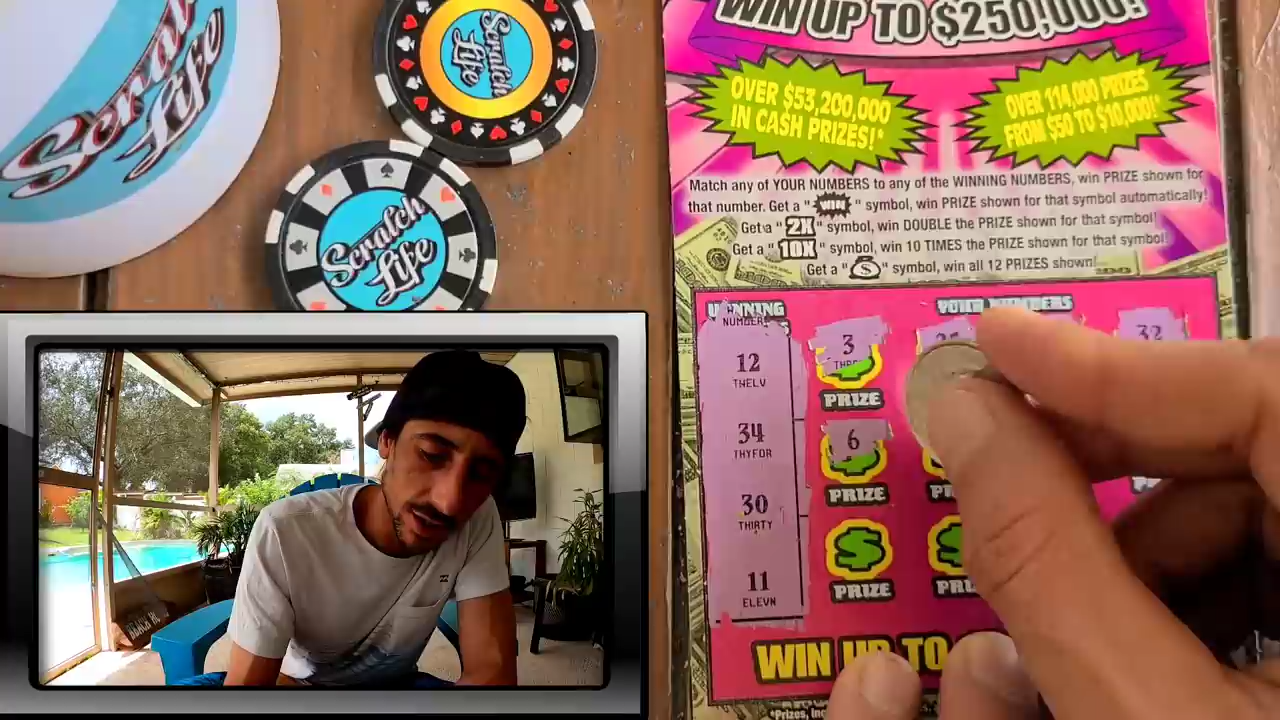 Scratch
Life
Scratch
Life
Scratch
Life
WIN UP TO $250,000!
OVER $53,200,000
IN CASH PRIZES!*
OVER 114,000 PRIZES
FROM $50 TO $10,000!*
Match any of YOUR NUMBERS to any of the WINNING NUMBERS, win PRIZE shown for
that number. Get a "WIN" symbol, win PRIZE shown for that symbol automatically!
Get a "2X" symbol, win DOUBLE the PRIZE shown for that symbol!
Get a "10X" symbol, win 10 TIMES the PRIZE shown for that symbol!
Get a "💰" symbol, win all 12 PRIZES shown!
WINNING
NUMBERS
YOUR NUMBERS
12
THELV
34
THYFOR
30
THIRTY
11
ELEVN
3
PRIZE
32
6
PRIZE
$
PRIZE
WIN UP TO
*Prizes,